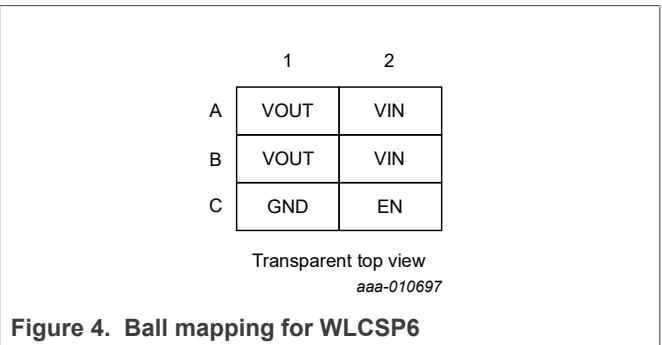 1 2
A VOUT VIN
B VOUT VIN
C GND EN
Transparent top view
aaa-010697
Figure 4. Ball mapping for WLCSP6